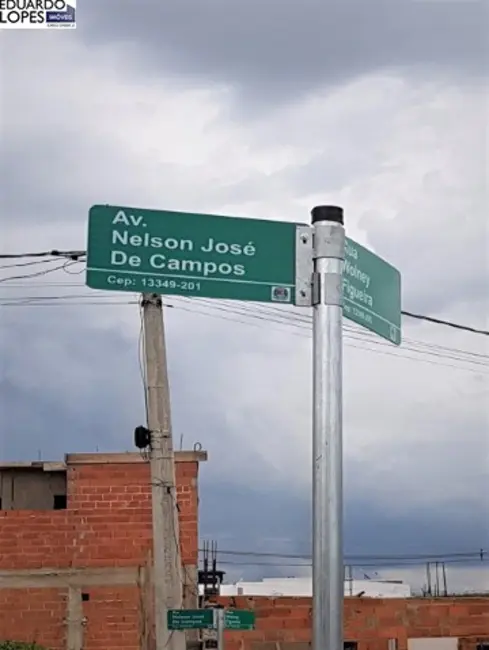 EDUARDO
LOPES IMÓVEIS
Av.
Nelson José
De Campos
Cep: 13349-201
Rua
Wolney
Figueira